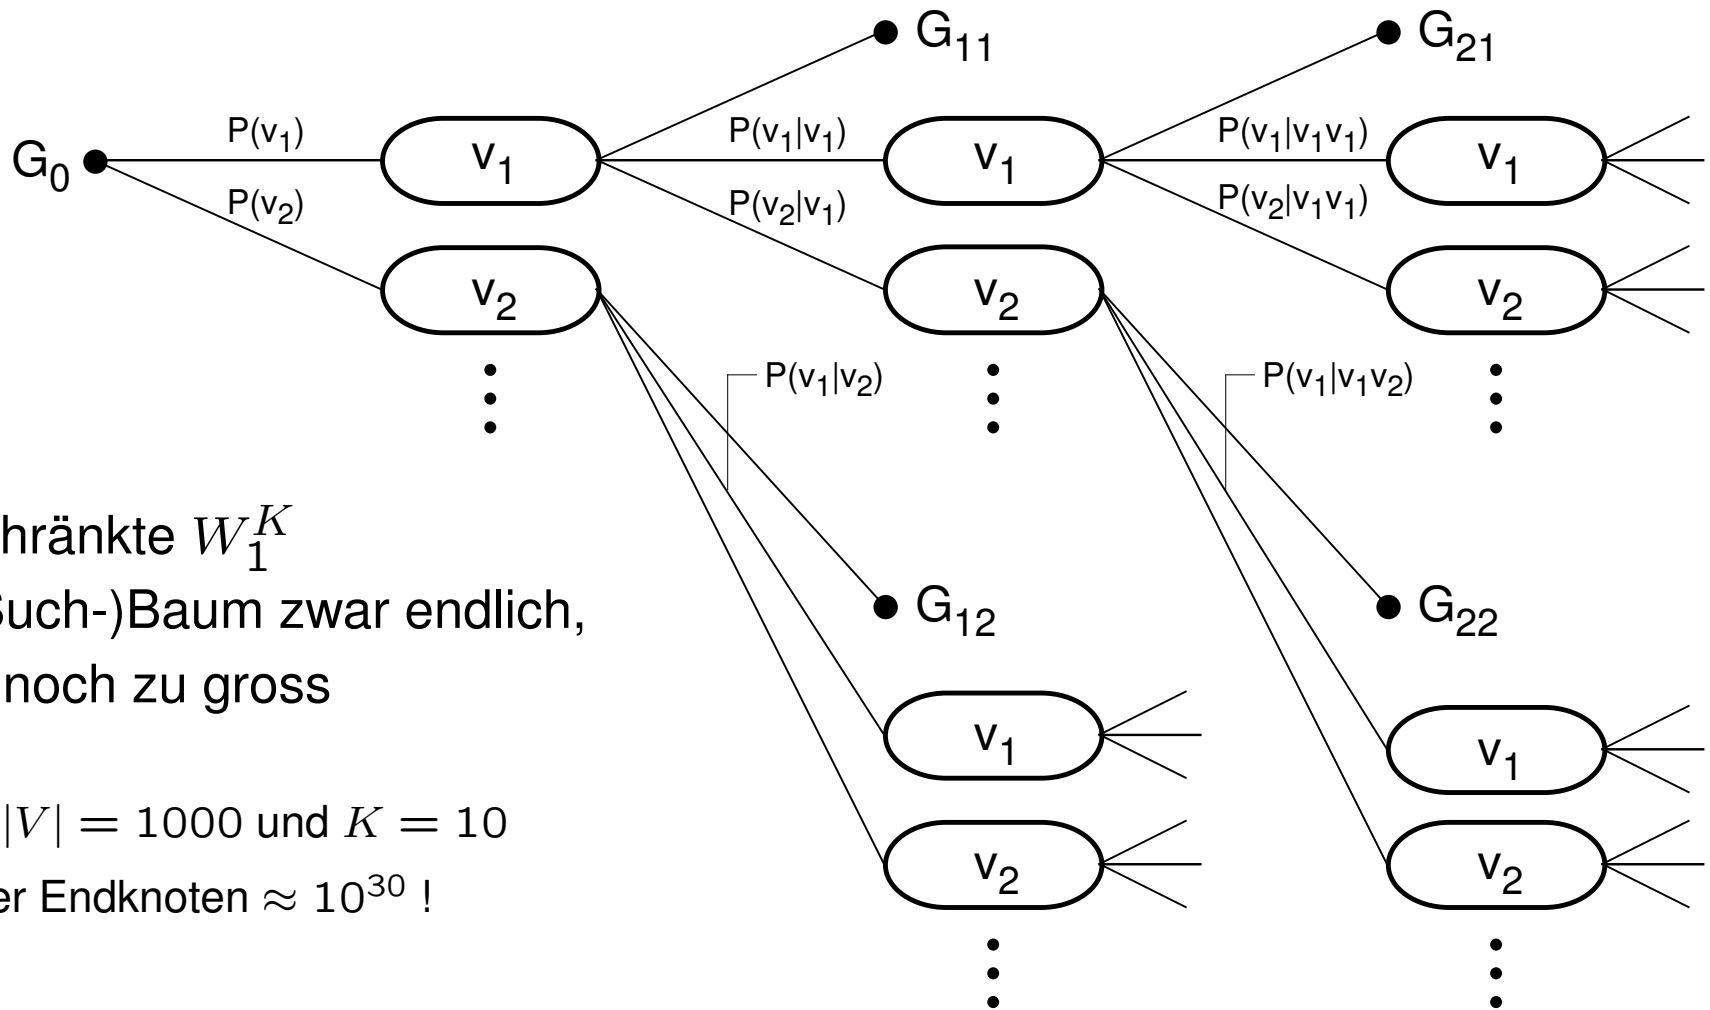 G11 G21
P(v1) P(v1|v1) P(v1|v1v1)
G0 v1 v1 v1
P(v2) P(v2|v1) P(v2|v1v1)
v2 v2 v2
P(v1|v2) P(v1|v1v2)
hränkte W_1^K
Such-)Baum zwar endlich,
G12 G22
noch zu gross
v1 v1
|V| = 1000 und K = 10
v2 v2
er Endknoten ≈ 10^30 !